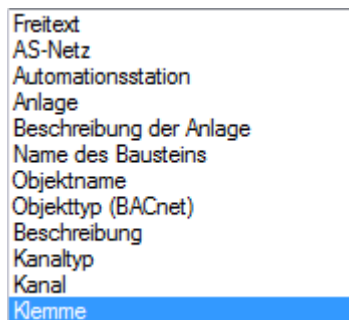 Freitext
AS-Netz
Automationsstation
Anlage
Beschreibung der Anlage
Name des Bausteins
Objektname
Objekttyp (BACnet)
Beschreibung
Kanaltyp
Kanal
Klemme